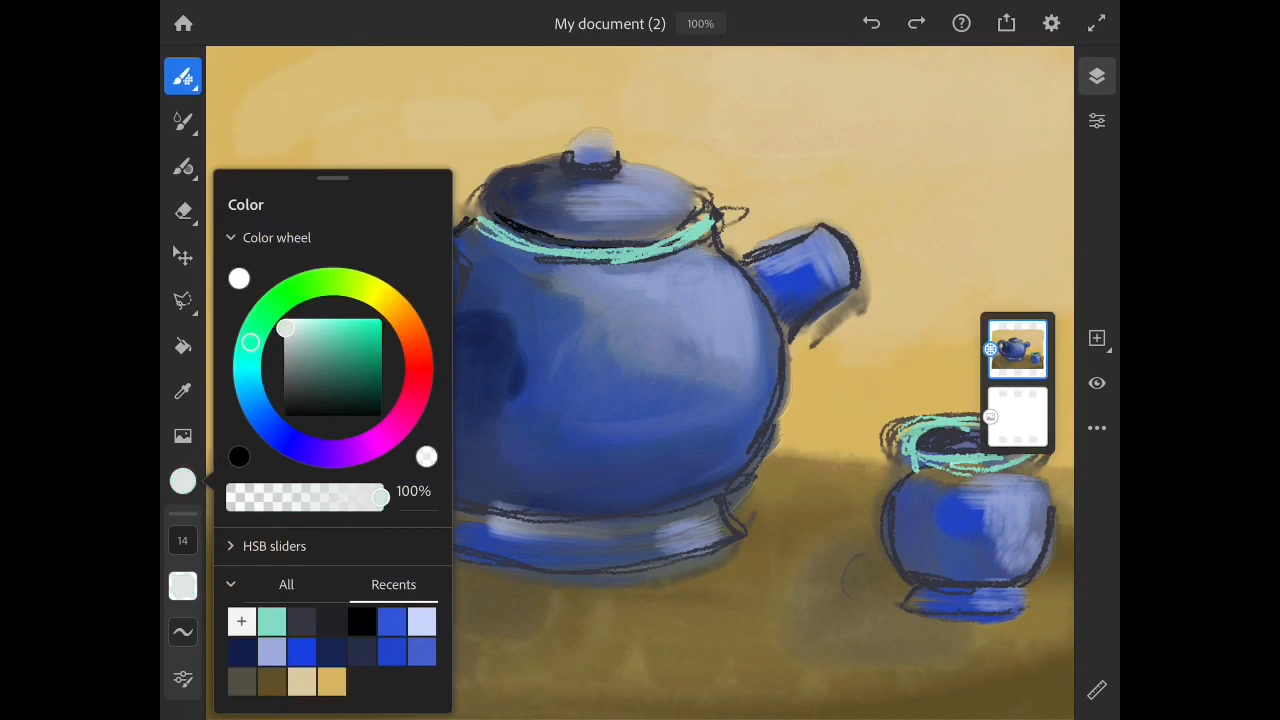 My document (2) 100%
Color
Color wheel
100%
HSB sliders
14
All Recents